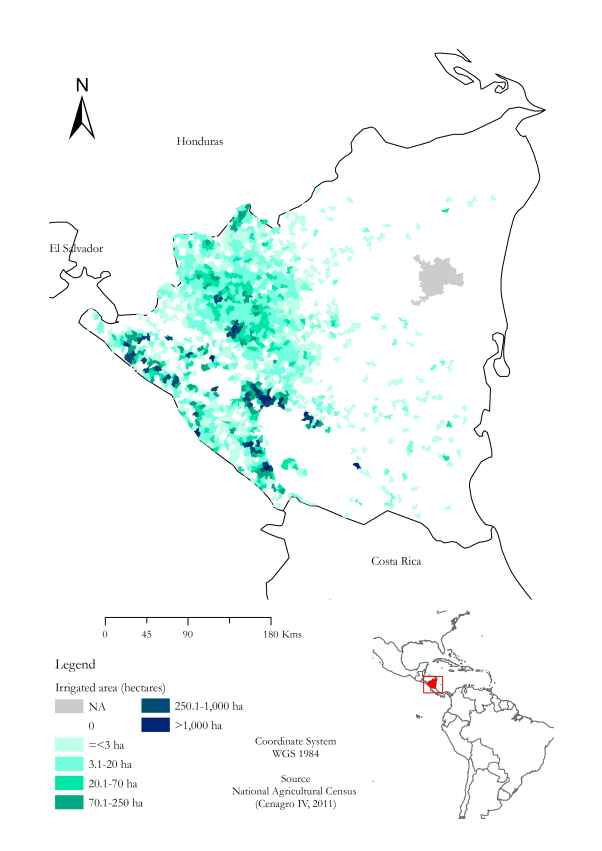 N
Honduras
El Salvador
Costa Rica
0 45 90 180 Kms
Legend
Irrigated area (hectares)
NA
0
=<3 ha
3.1-20 ha
20.1-70 ha
70.1-250 ha
250.1-1,000 ha
>1,000 ha
Coordinate System
WGS 1984
Source
National Agricultural Census
(Cenagro IV, 2011)